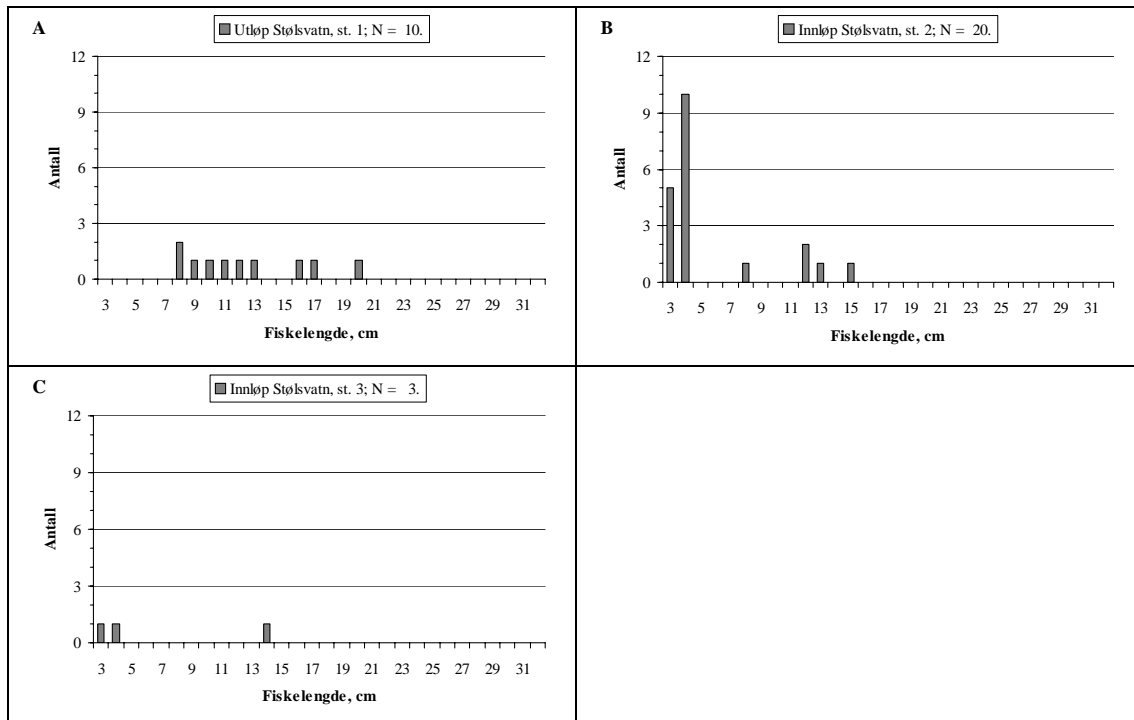 A
Utløp Stølsvatn, st. 1; N = 10.
12
9
6
3
0
Antall
3 5 7 9 11 13 15 17 19 21 23 25 27 29 31
Fiskelengde, cm
B
Innløp Stølsvatn, st. 2; N = 20.
12
9
6
3
0
Antall
3 5 7 9 11 13 15 17 19 21 23 25 27 29 31
Fiskelengde, cm
C
Innløp Stølsvatn, st. 3; N = 3.
12
9
6
3
0
Antall
3 5 7 9 11 13 15 17 19 21 23 25 27 29 31
Fiskelengde, cm